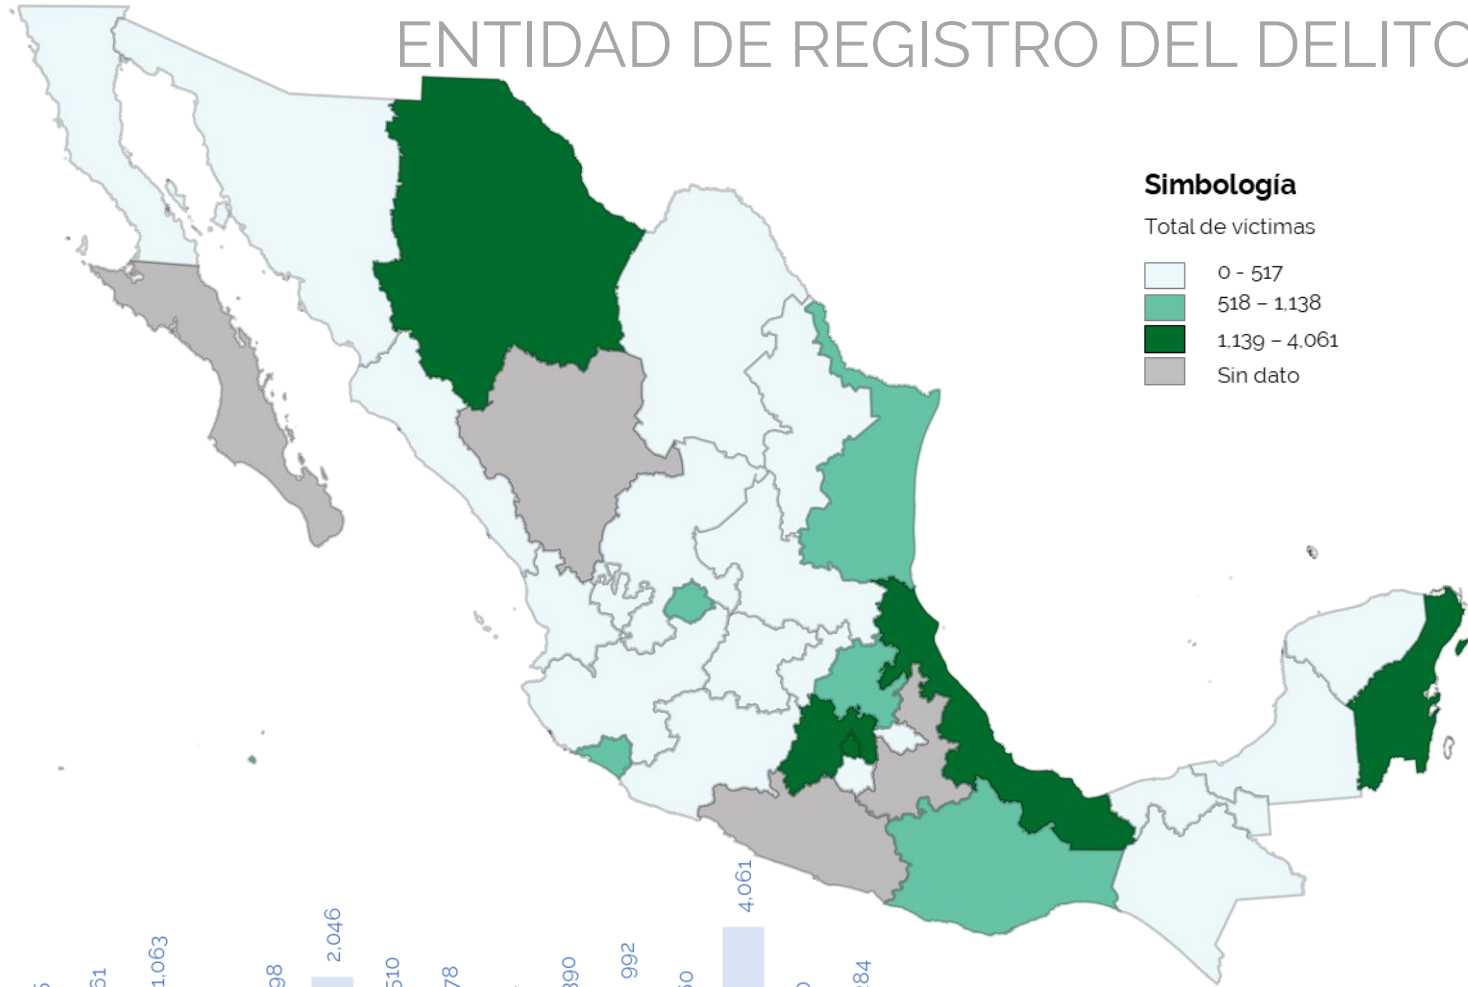 ENTIDAD DE REGISTRO DEL DELITO
Simbología
Total de víctimas
0 - 517
518 – 1,138
1,139 – 4,061
Sin dato
1,063
2,046
992
4,061